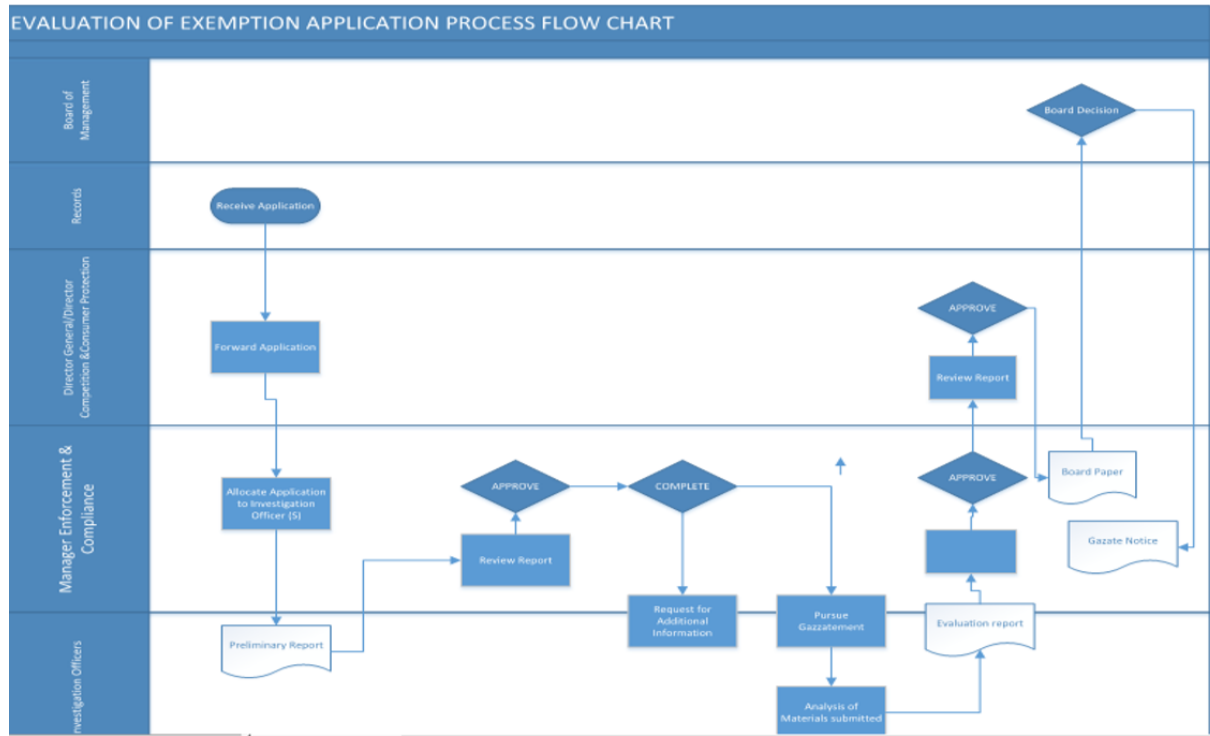 EVALUATION OF EXEMPTION APPLICATION PROCESS FLOW CHART
Board of
Management
Board Decision
Records
Receive Application
Director General/Director
Competition &Consumer Protection
Forward Application
APPROVE
Review Report
Manager Enforcement &
Compliance
Allocate Application
to Investigation
Officer (S)
APPROVE
Review Report
COMPLETE
APPROVE
Board Paper
Gazate Notice
nvestigation Officers
Preliminary Report
Request for
Additional
Information
Pursue
Gazzatement
Evaluation report
Analysis of
Materials submitted